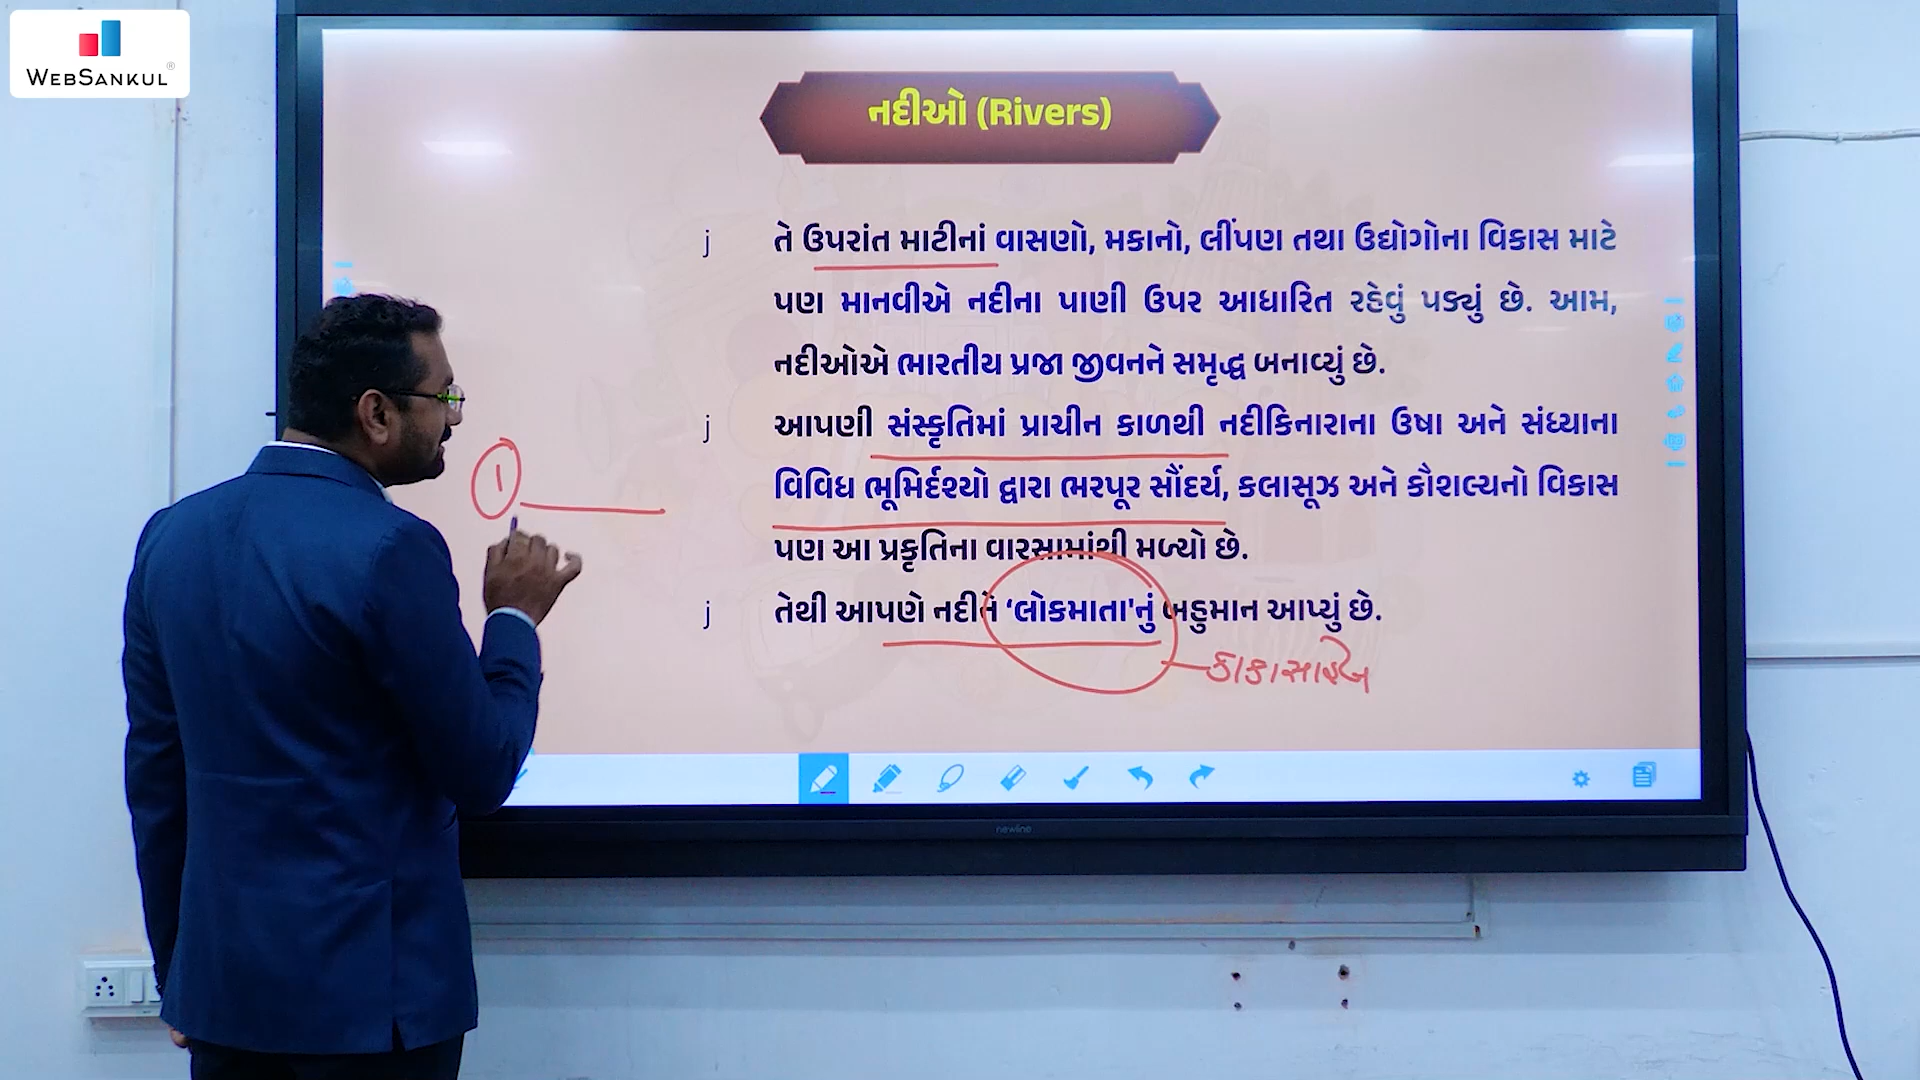 WEBSANKUL®
નદીઓ (Rivers)
j તે ઉપરાંત માટીનાં વાસણો, મકાનો, લીંપણ તથા ઉદ્યોગોના વિકાસ માટે
પણ માનવીએ નદીના પાણી ઉપર આધારિત રહેવું પડ્યું છે. આમ,
નદીઓએ ભારતીય પ્રજા જીવનને સમૃદ્ધ બનાવ્યું છે.
j આપણી સંસ્કૃતિમાં પ્રાચીન કાળથી નદીકિનારાના ઉષા અને સંધ્યાના
વિવિધ ભૂમિર્દશ્યો દ્વારા ભરપૂર સૌંદર્ય, કલાસૂઝ અને કૌશલ્યનો વિકાસ
1
પણ આ પ્રકૃતિના વારસામાંથી મળ્યો છે.
j તેથી આપણે નદીને ‘લોકમાતા'નું બહુમાન આપ્યું છે.
કાકાસાહેબ
newline